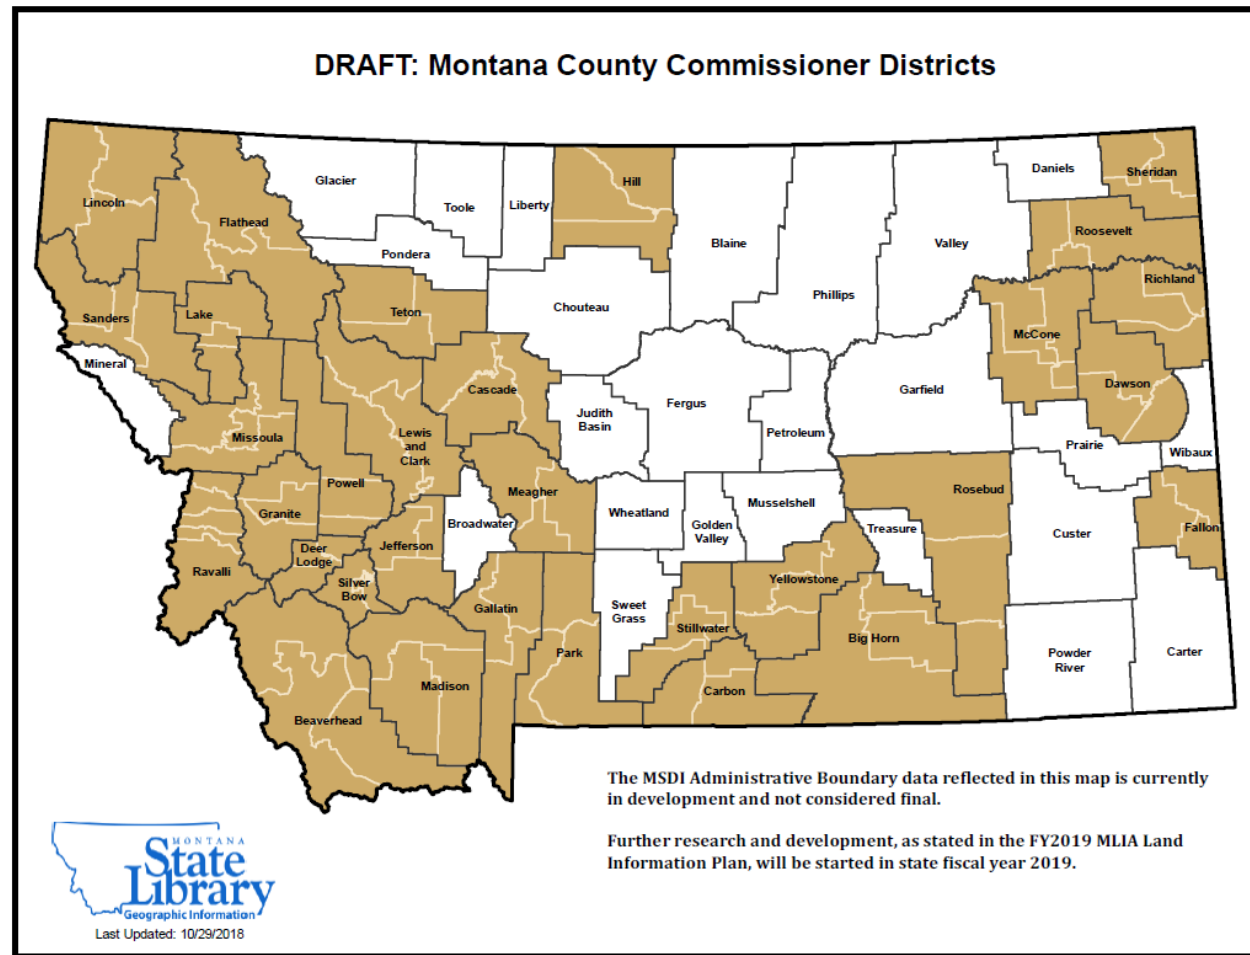 DRAFT: Montana County Commissioner Districts
Glacier
Toole
Liberty
Hill
Blaine
Phillips
Valley
Daniels
Sheridan
Lincoln
Flathead
Pondera
Roosevelt
Richland
Chouteau
Teton
Sanders
Lake
McCone
Mineral
Cascade
Garfield
Dawson
Judith
Basin
Fergus
Petroleum
Prairie
Wibaux
Missoula
Lewis
and
Clark
Powell
Meagher
Rosebud
Granite
Broadwater
Wheatland
Golden
Valley
Musselshell
Treasure
Custer
Fallon
Jefferson
Deer
Lodge
Ravalli
Silver
Bow
Gallatin
Sweet
Grass
Yellowstone
Stillwater
Big Horn
Park
Powder
River
Carter
Madison
Carbon
Beaverhead
The MSDI Administrative Boundary data reflected in this map is currently
in development and not considered final.
Further research and development, as stated in the FY2019 MLIA Land
Information Plan, will be started in state fiscal year 2019.
MONTANA
State
Library
Geographic Information
Last Updated: 10/29/2018